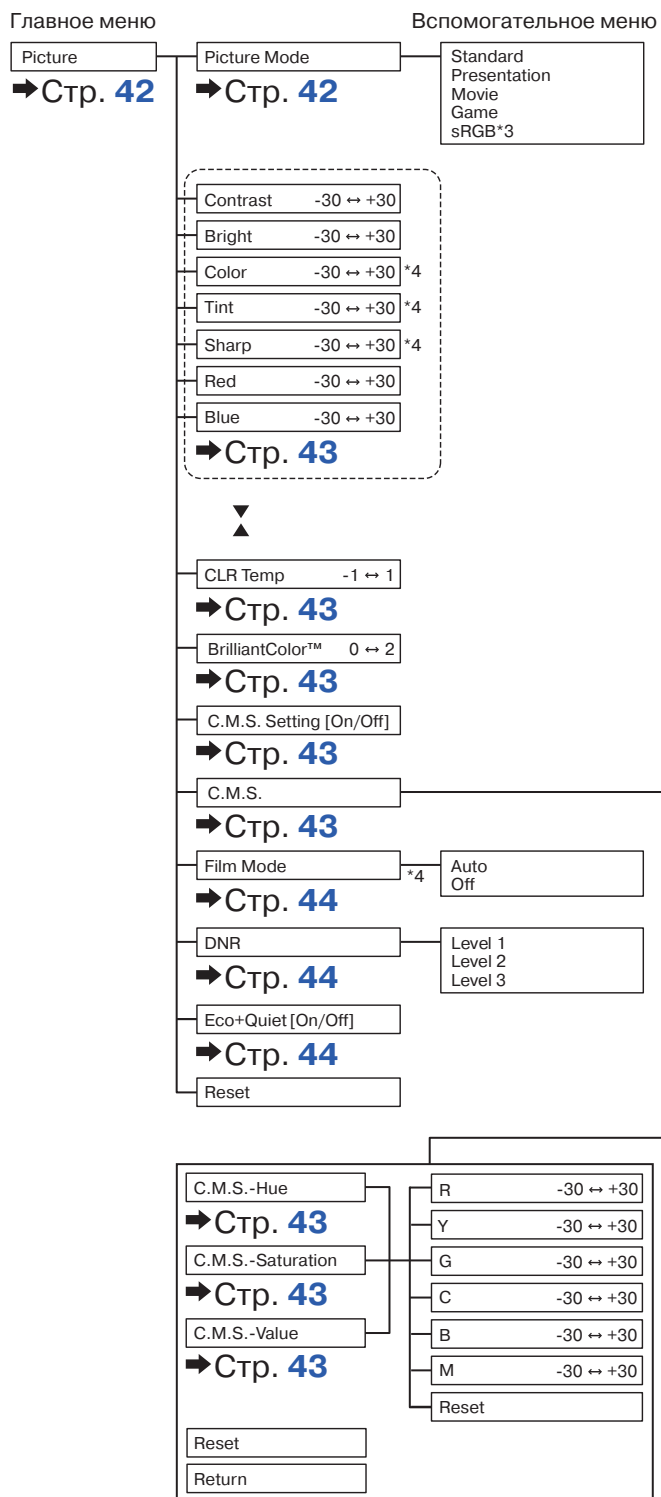 Главное меню
Вспомогательное меню
Picture
Picture Mode
Standard
Presentation
Movie
Game
sRGB*3
➡Стр. 42
➡Стр. 42
Contrast -30 ↔ +30
Bright -30 ↔ +30
Color -30 ↔ +30 *4
Tint -30 ↔ +30 *4
Sharp -30 ↔ +30 *4
Red -30 ↔ +30
Blue -30 ↔ +30
➡Стр. 43
CLR Temp -1 ↔ 1
➡Стр. 43
BrilliantColor™ 0 ↔ 2
➡Стр. 43
C.M.S. Setting [On/Off]
➡Стр. 43
C.M.S.
➡Стр. 43
Film Mode *4
Auto
Off
➡Стр. 44
DNR
Level 1
Level 2
Level 3
➡Стр. 44
Eco+Quiet [On/Off]
➡Стр. 44
Reset
C.M.S.-Hue
➡Стр. 43
C.M.S.-Saturation
➡Стр. 43
C.M.S.-Value
➡Стр. 43
R -30 ↔ +30
Y -30 ↔ +30
G -30 ↔ +30
C -30 ↔ +30
B -30 ↔ +30
M -30 ↔ +30
Reset
Reset
Return